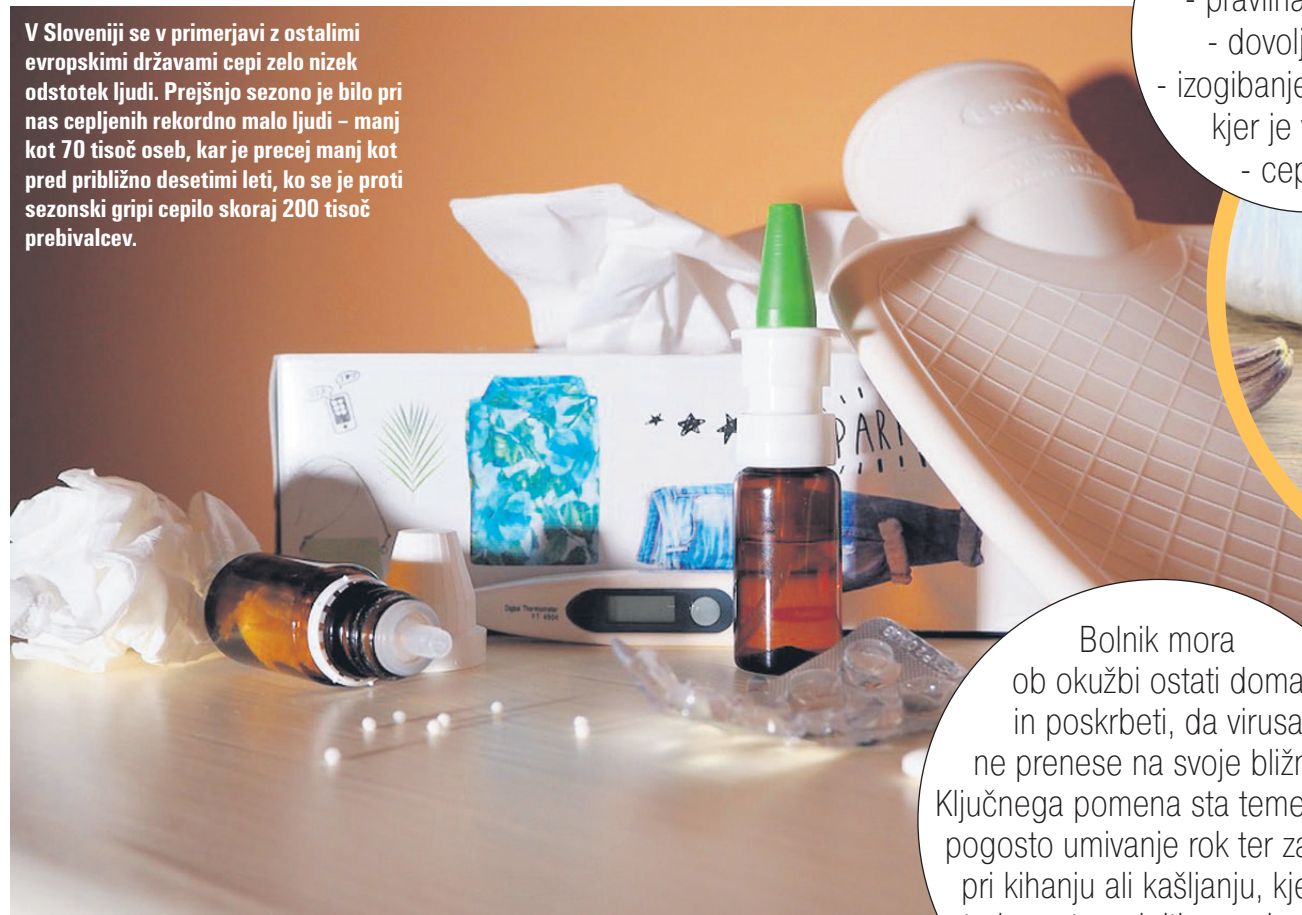 V Sloveniji se v primerjavi z ostalimi
evropskimi državami cepi zelo nizek
odstotek ljudi. Prejšnjo sezono je bilo pri
nas cepljenih rekordno malo ljudi – manj
kot 70 tisoč oseb, kar je precej manj kot
pred približno desetimi leti, ko se je proti
sezonski gripi cepilo skoraj 200 tisoč
prebivalcev.
- pravilna
- dovolj
- izogibanje
kjer je
- cep
Digital Thermometer
Bolnik mora
ob okužbi ostati doma
in poskrbeti, da virusa
ne prenese na svoje bližn
Ključnega pomena sta teme
pogosto umivanje rok ter za
pri kihanju ali kašljanju, kje